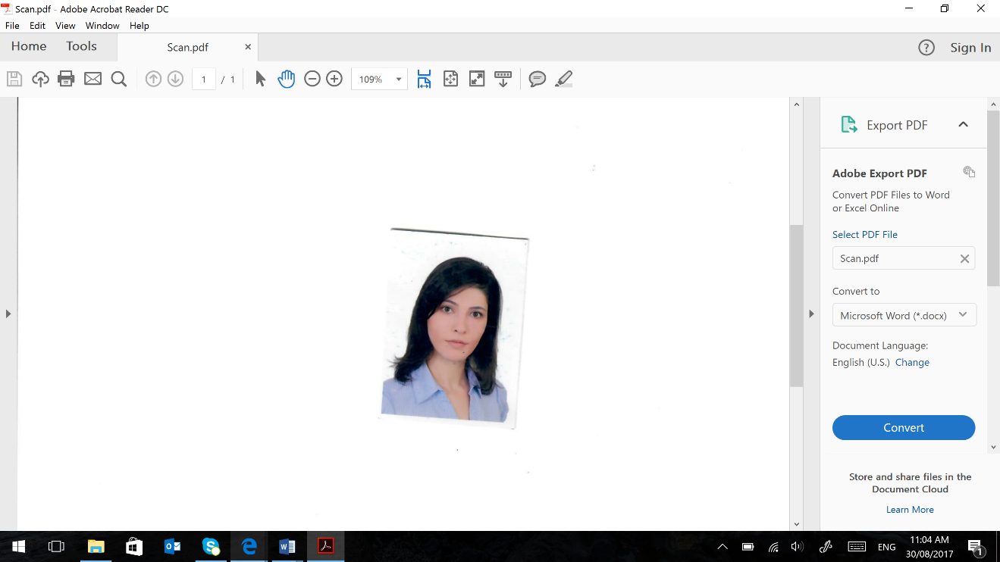 Scan.pdf - Adobe Acrobat Reader DC
File Edit View Window Help
Home Tools Scan.pdf
Sign In
1 / 1 109%
Export PDF
Adobe Export PDF
Convert PDF Files to Word
or Excel Online
Select PDF File
Scan.pdf
Convert to
Microsoft Word (*.docx)
Document Language:
English (U.S.) Change
Convert
Store and share files in the
Document Cloud
Learn More
ENG
11:04 AM
30/08/2017
1